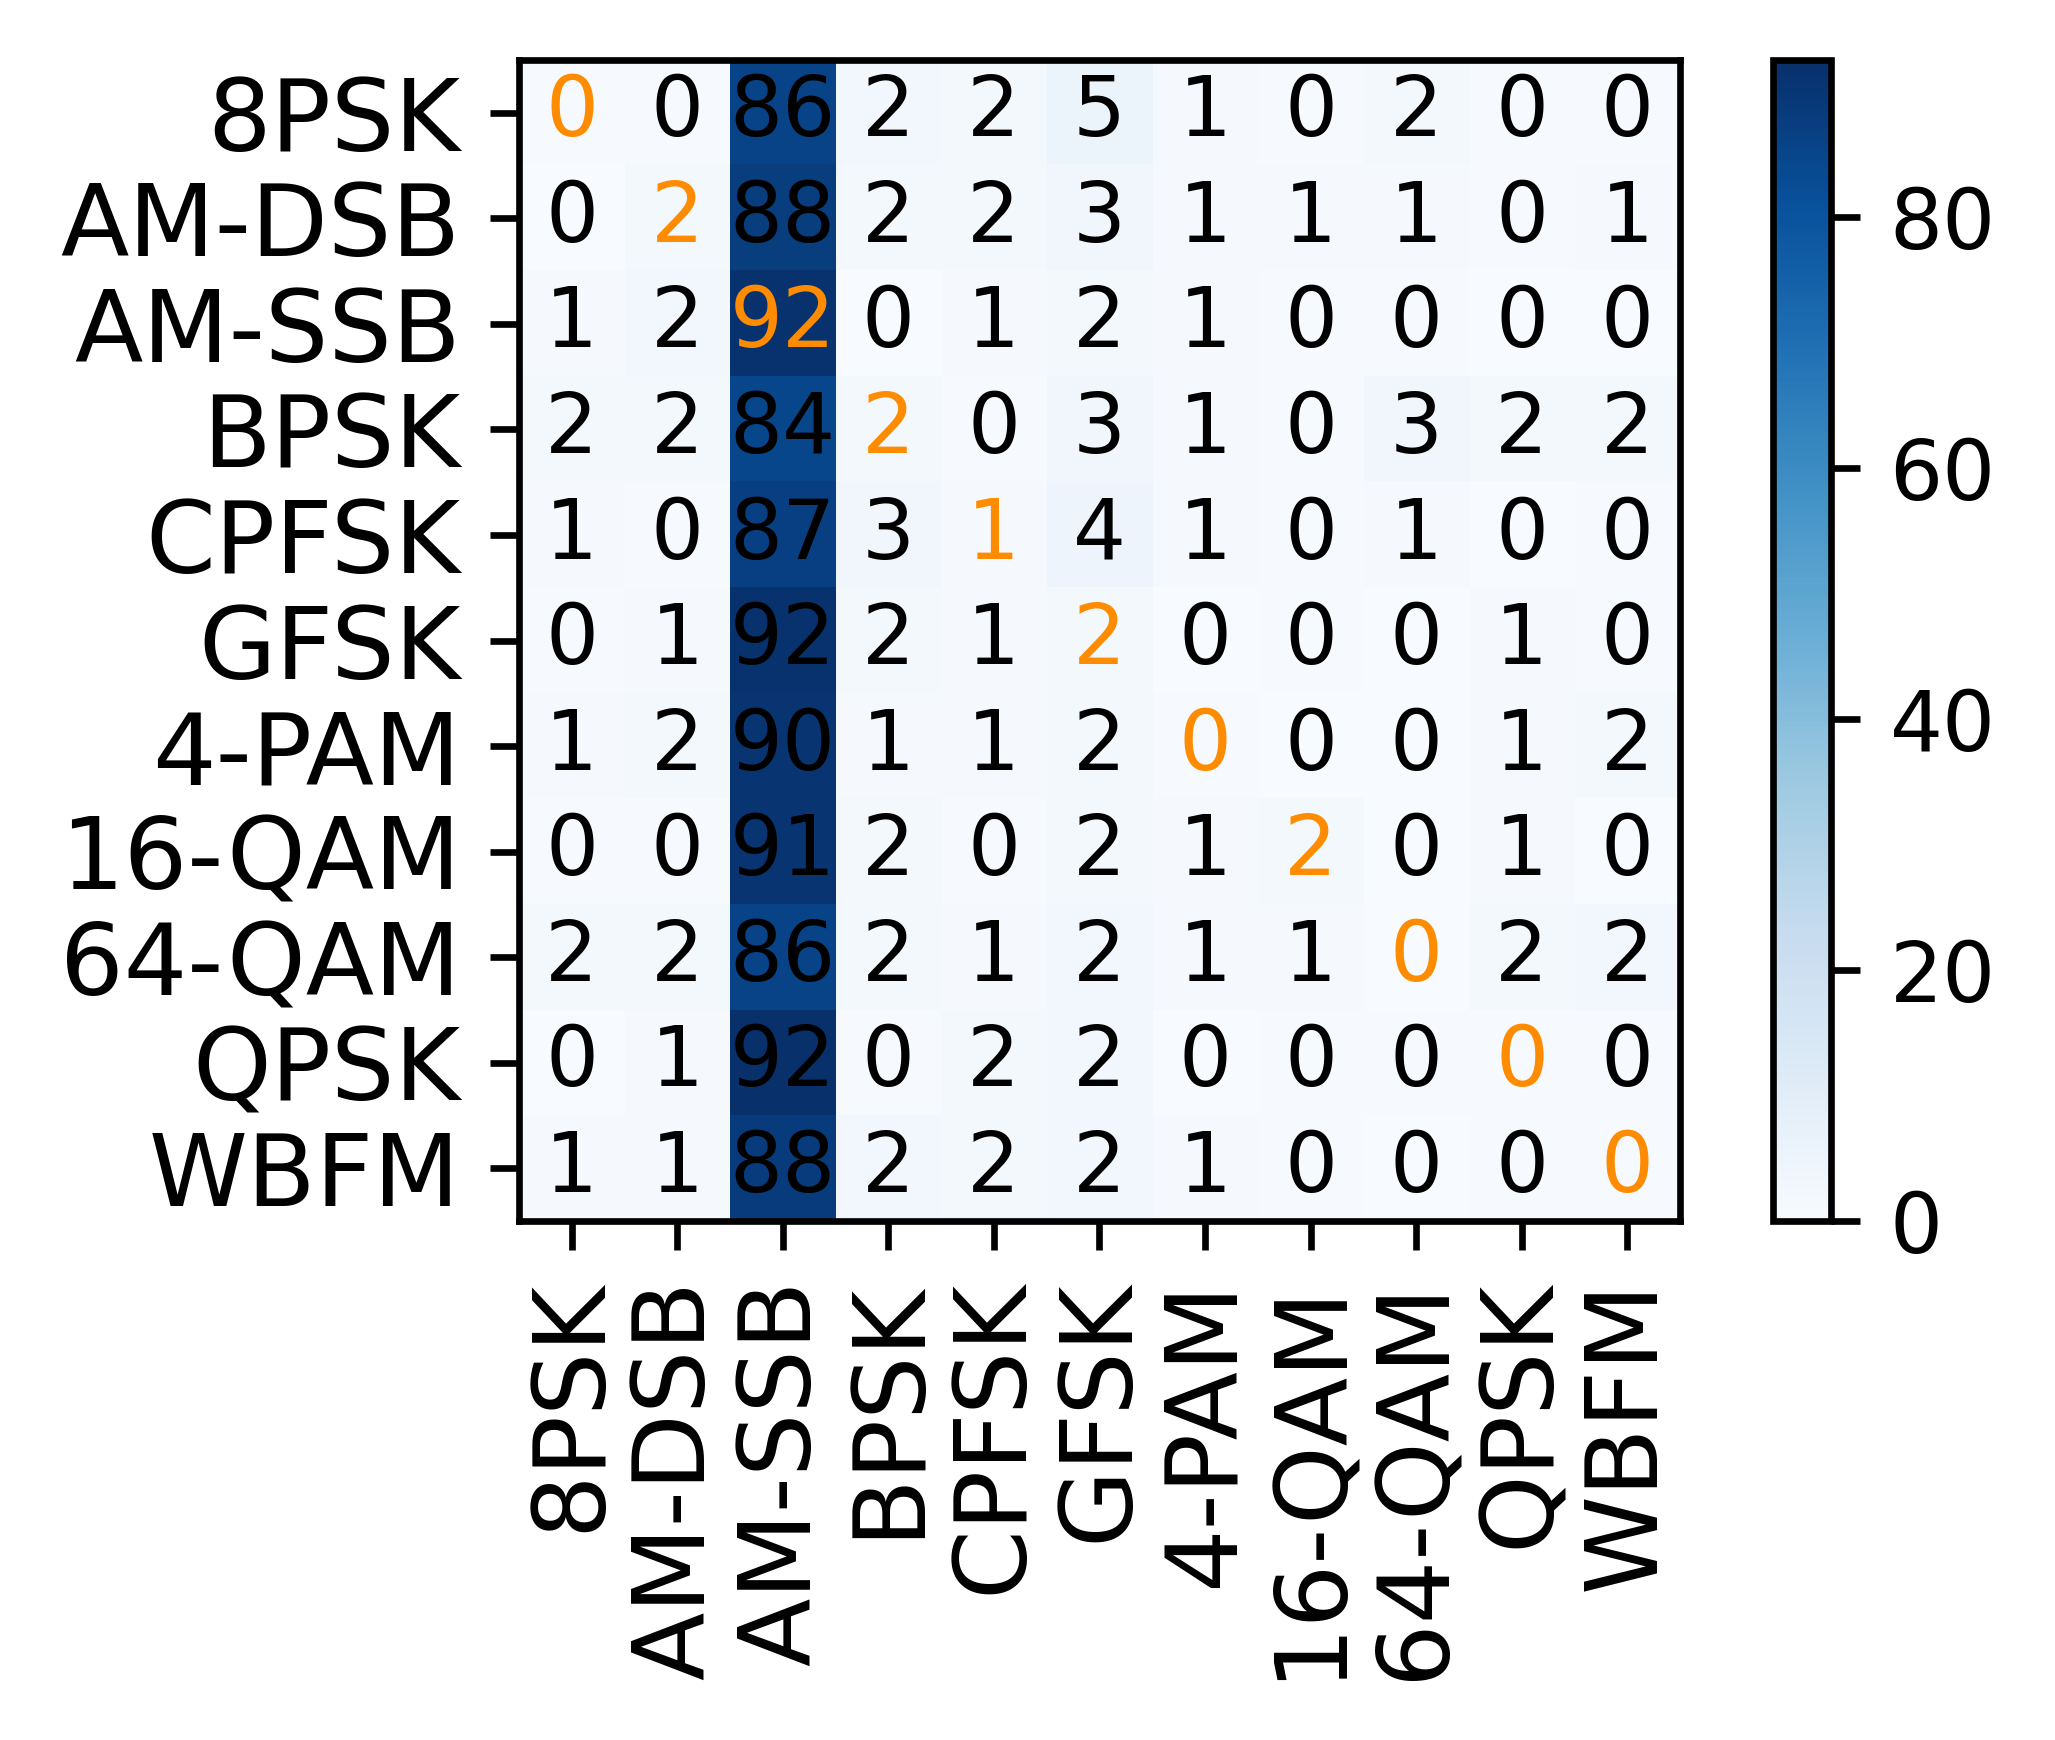 8PSK 0 0 86 2 2 5 1 0 2 0 0
AM-DSB 0 2 88 2 2 3 1 1 1 0 1 80
AM-SSB 1 2 92 0 1 2 1 0 0 0 0
BPSK 2 2 84 2 0 3 1 0 3 2 2 60
CPFSK 1 0 87 3 1 4 1 0 1 0 0
GFSK 0 1 92 2 1 2 0 0 0 1 0
4-PAM 1 2 90 1 1 2 0 0 0 1 2 40
16-QAM 0 0 91 2 0 2 1 2 0 1 0
64-QAM 2 2 86 2 1 2 1 1 0 2 2 20
QPSK 0 1 92 0 2 2 0 0 0 0 0
WBFM 1 1 88 2 2 2 1 0 0 0 0
0
8PSK
AM-DSB
AM-SSB
BPSK
CPFSK
GFSK
4-PAM
16-QAM
64-QAM
QPSK
WBFM